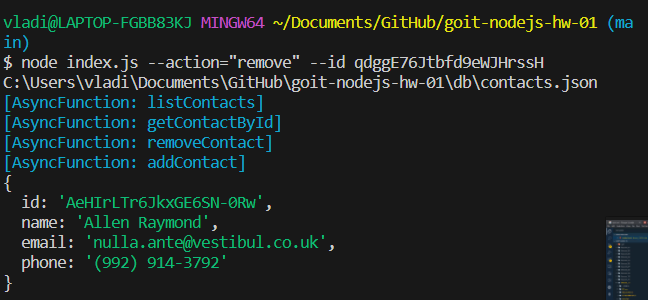 vladi@LAPTOP-FGBB83KJ MINGW64 ~/Documents/GitHub/goit-nodejs-hw-01 (ma
in)
$ node index.js --action="remove" --id qdggE76Jtbfd9eWJHrssH
C:\Users\vladi\Documents\GitHub\goit-nodejs-hw-01\db\contacts.json
[AsyncFunction: listContacts]
[AsyncFunction: getContactById]
[AsyncFunction: removeContact]
[AsyncFunction: addContact]
{
  id: 'AeHIrLTr6JkxGE6SN-0Rw',
  name: 'Allen Raymond',
  email: 'nulla.ante@vestibul.co.uk',
  phone: '(992) 914-3792'
}